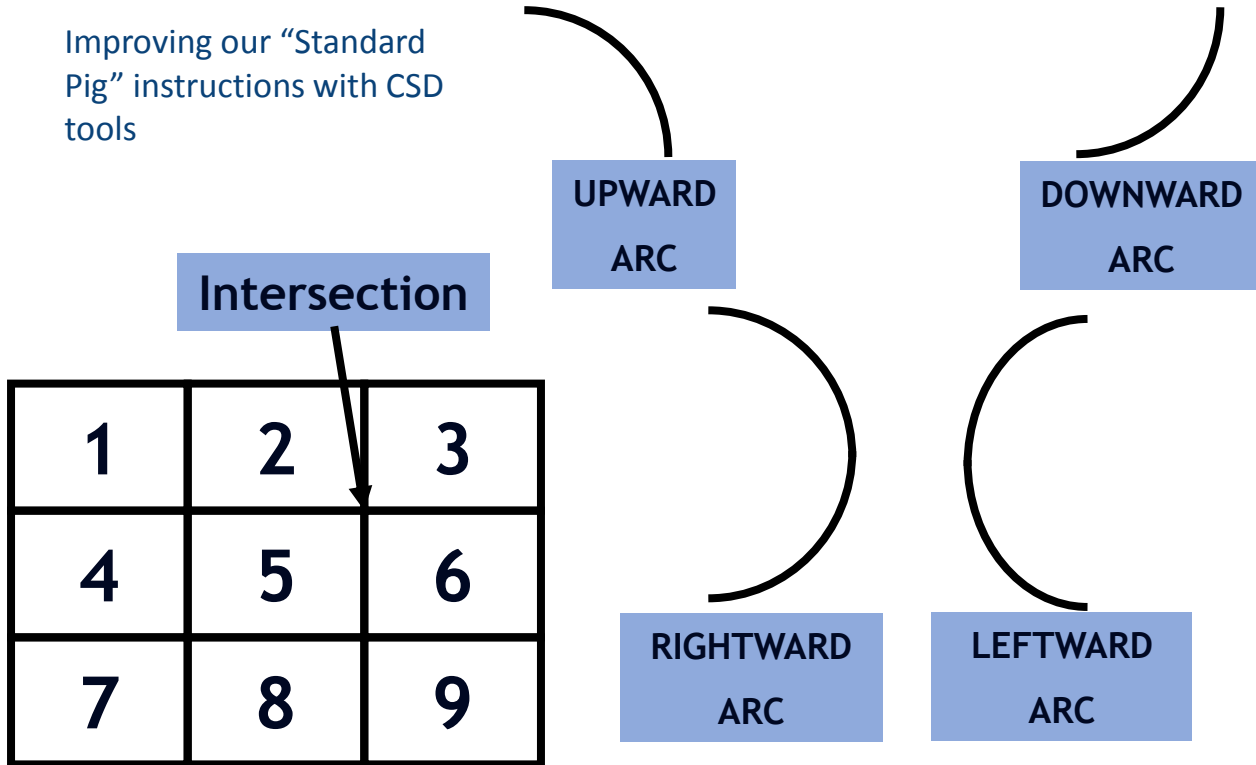 Improving our “Standard
Pig” instructions with CSD
tools
UPWARD
ARC
DOWNWARD
ARC
Intersection
1 2 3
4 5 6
7 8 9
RIGHTWARD
ARC
LEFTWARD
ARC